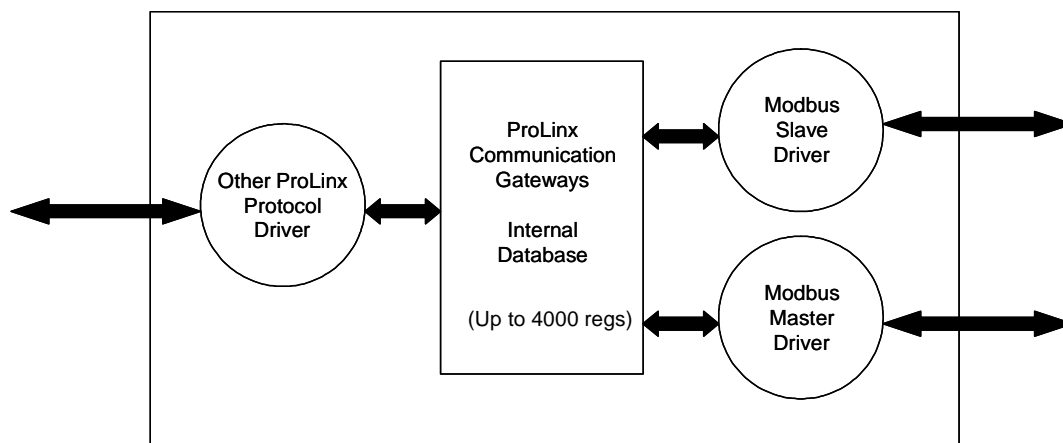 Other ProLinx
Protocol
Driver
ProLinx
Communication
Gateways
Internal
Database
(Up to 4000 regs)
Modbus
Slave
Driver
Modbus
Master
Driver